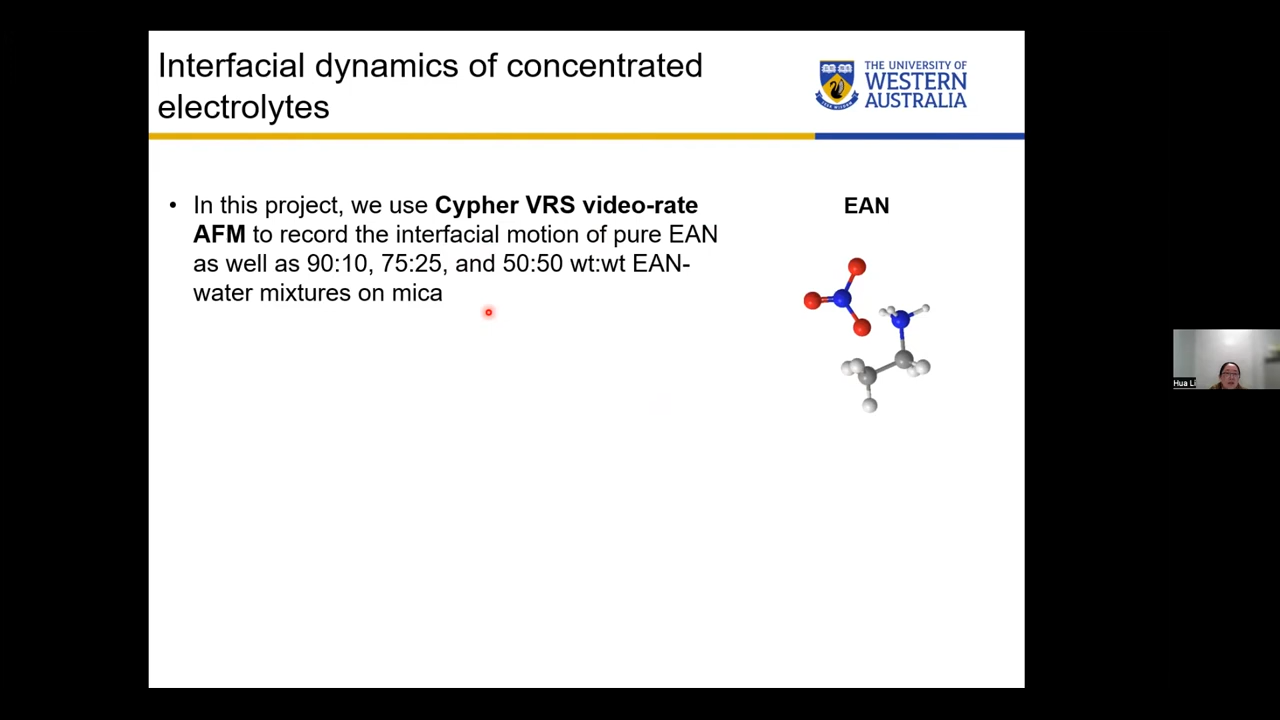 Interfacial dynamics of concentrated
electrolytes
THE UNIVERSITY OF
WESTERN
AUSTRALIA
• In this project, we use Cypher VRS video-rate
AFM to record the interfacial motion of pure EAN
as well as 90:10, 75:25, and 50:50 wt:wt EAN-
water mixtures on mica
EAN
Hua Li